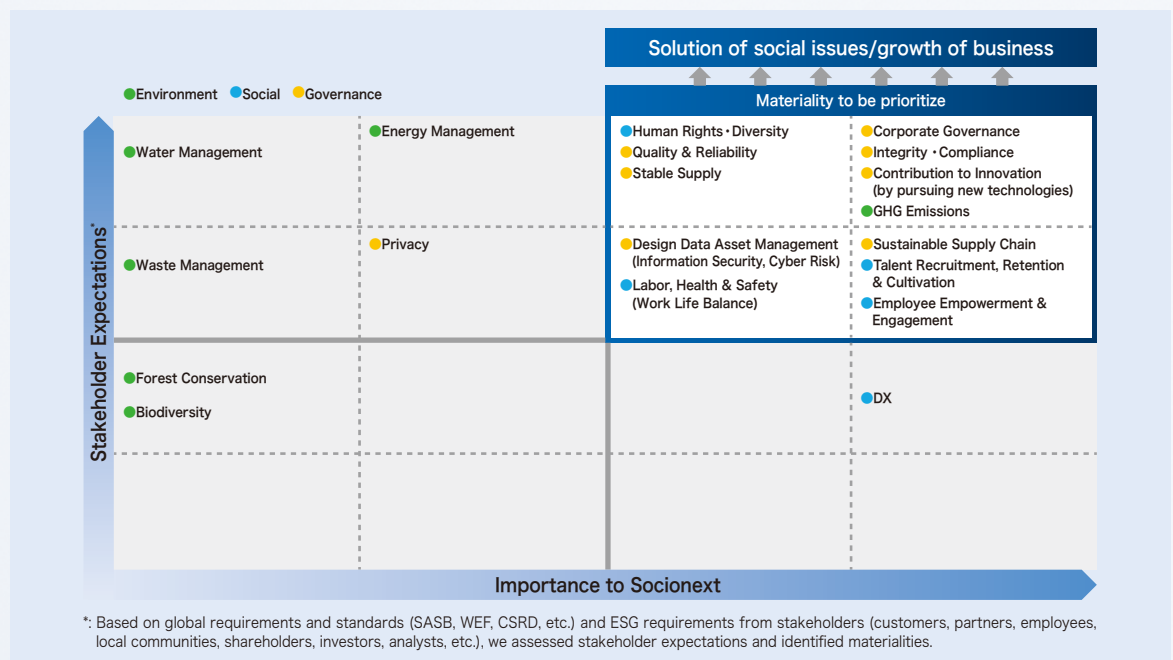 Solution of social issues/growth of business
Materiality to be prioritize
Environment Social Governance
Stakeholder Expectations*
Water Management
Energy Management
Human Rights・Diversity
Quality & Reliability
Stable Supply
Corporate Governance
Integrity ・Compliance
Contribution to Innovation
(by pursuing new technologies)
GHG Emissions
Waste Management
Privacy
Design Data Asset Management
(Information Security, Cyber Risk)
Labor, Health & Safety
(Work Life Balance)
Sustainable Supply Chain
Talent Recruitment, Retention
& Cultivation
Employee Empowerment &
Engagement
Forest Conservation
Biodiversity
DX
Importance to Socionext
*: Based on global requirements and standards (SASB, WEF, CSRD, etc.) and ESG requirements from stakeholders (customers, partners, employees,
local communities, shareholders, investors, analysts, etc.), we assessed stakeholder expectations and identified materialities.